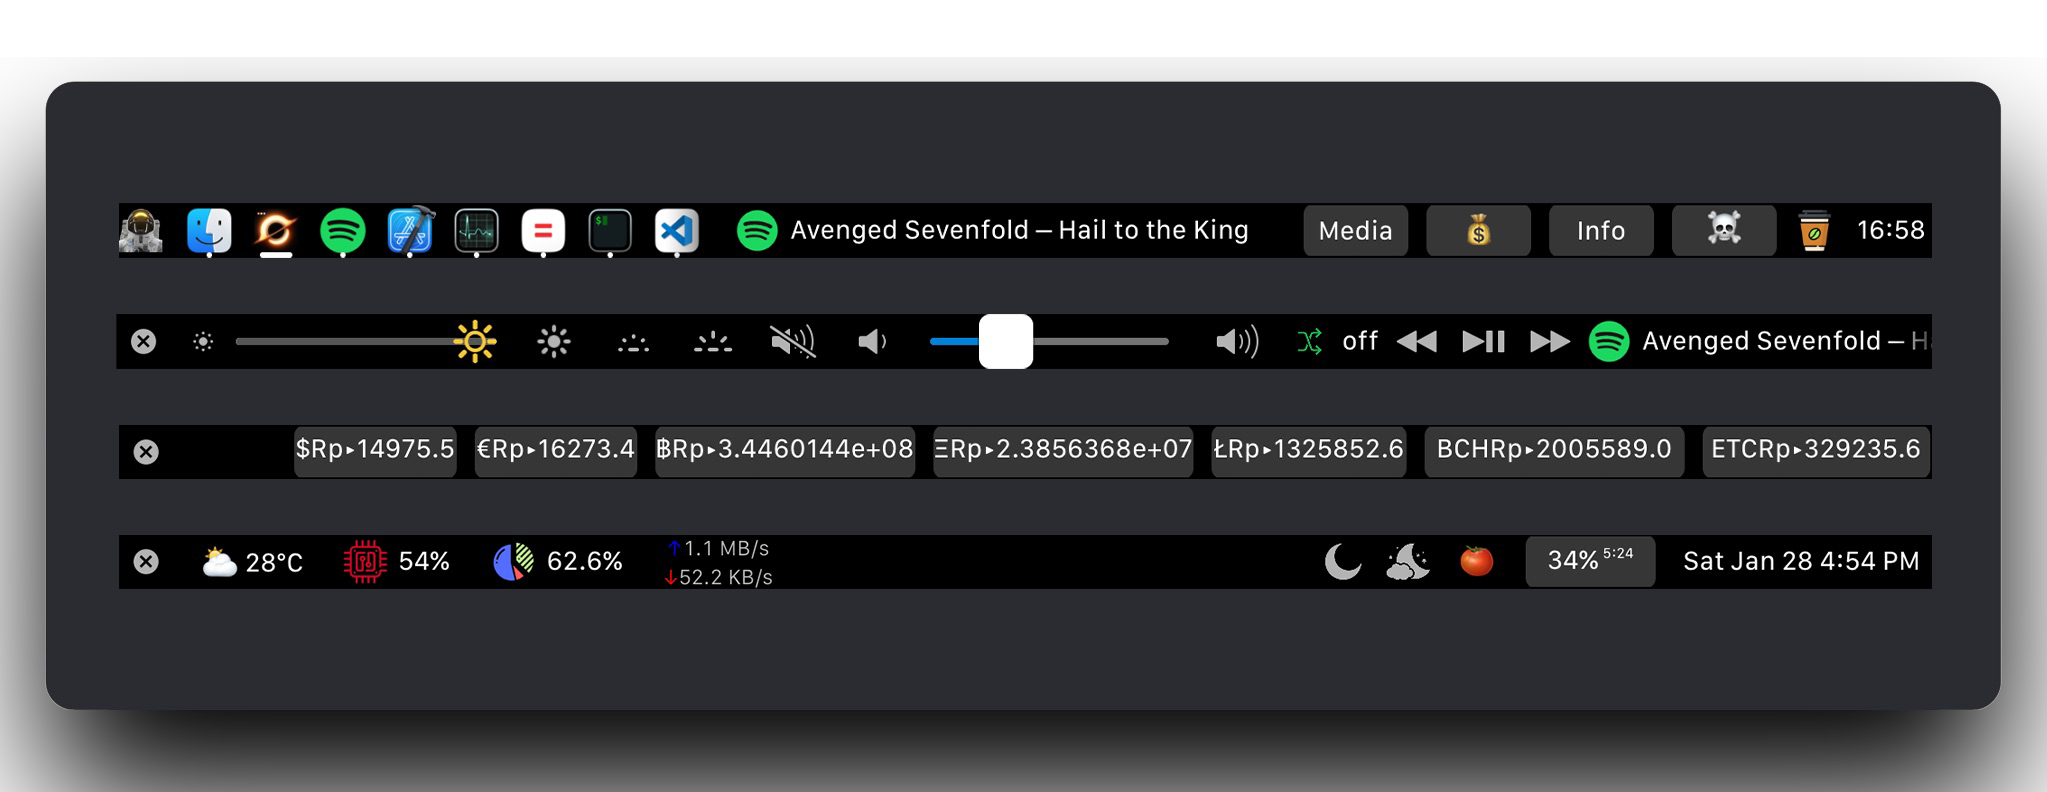 Avenged Sevenfold – Hail to the King Media Info 16:58
off Avenged Sevenfold – H
$Rp▸14975.5 €Rp▸16273.4 ฿Rp▸3.4460144e+08 ΞRp▸2.3856368e+07 ŁRp▸1325852.6 BCHRp▸2005589.0 ETCRp▸329235.6
28°C 54% 62.6% ↑1.1 MB/s
↓52.2 KB/s
34% 5:24 Sat Jan 28 4:54 PM